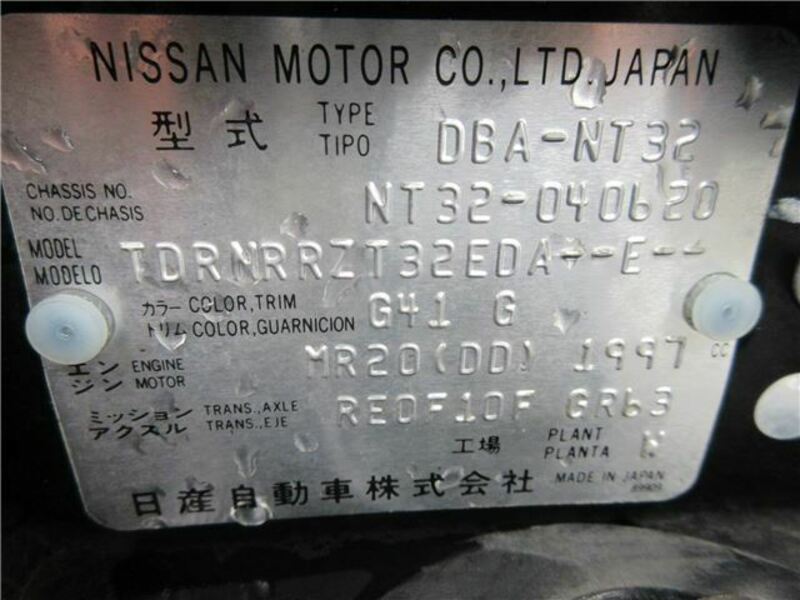 NISSAN MOTOR CO.,LTD.JAPAN
型式 TYPE TIPO DBA-NT32
CHASSIS NO. NO.DE CHASIS NT32-040620
MODEL MODELO TDRNRRZT32EDA--E--
カラー COLOR,TRIM トリム COLOR,GUARNICION G41 G
エンジン ENGINE MOTOR MR20(DD) 1997 CC
ミッション TRANS.,AXLE アクスル TRANS.,EJE RE0F10F GR63
工場 PLANT PLANTA N
日産自動車株式会社 MADE IN JAPAN